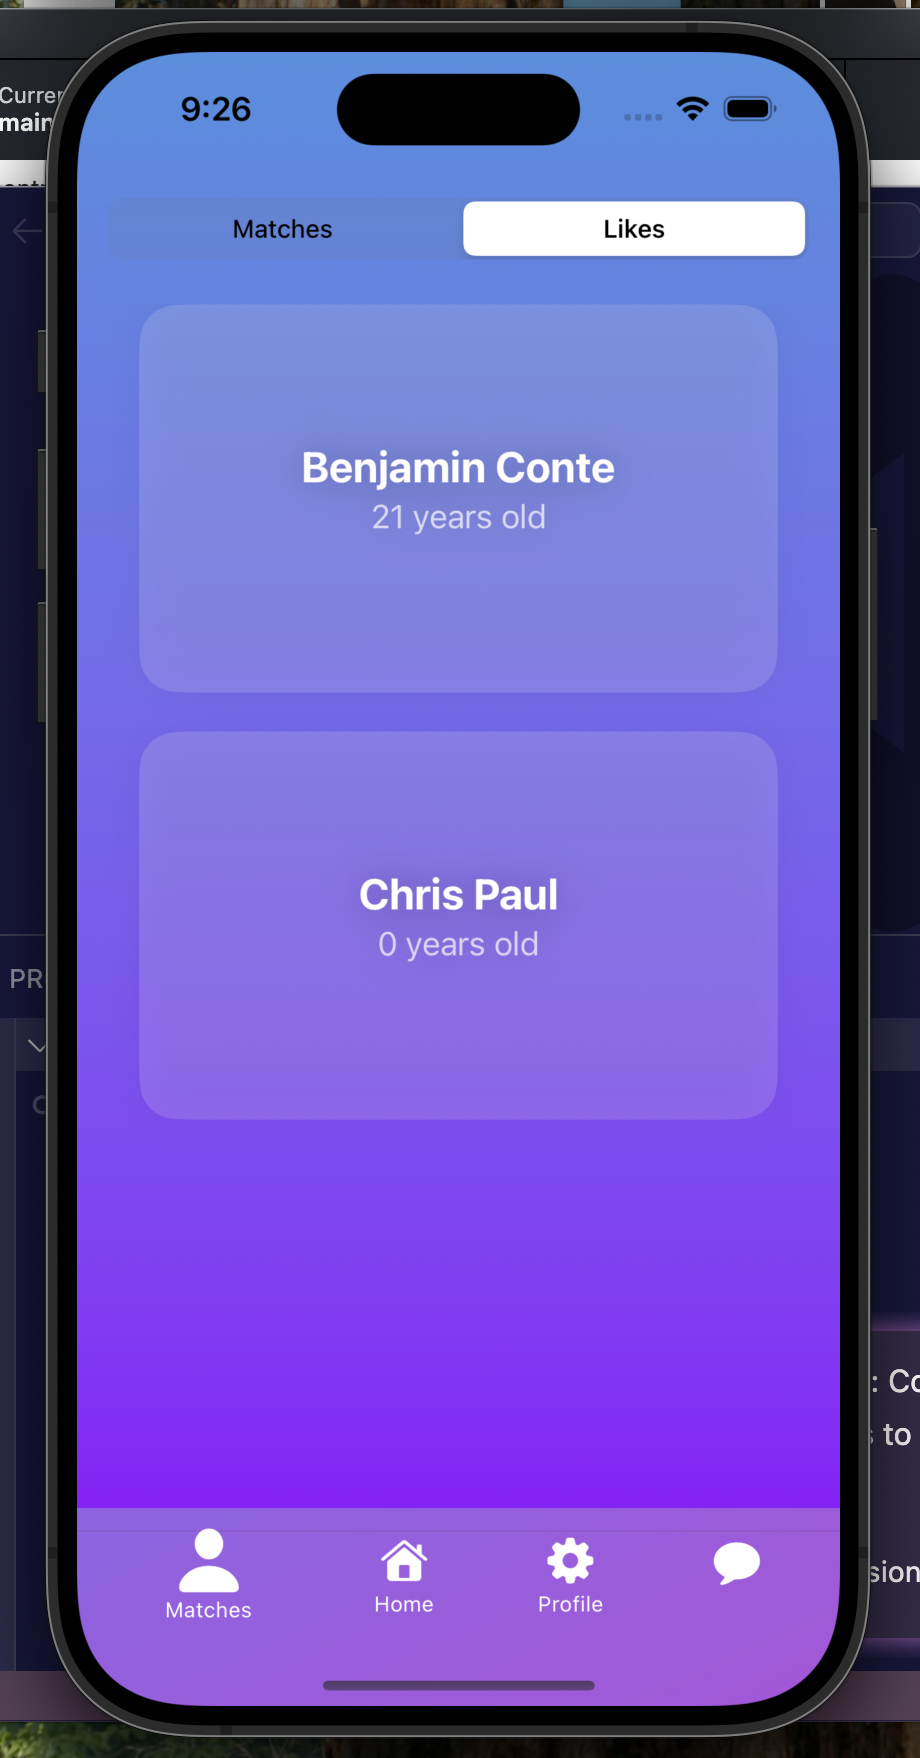 9:26
main
Matches
Likes
Benjamin Conte
21 years old
Chris Paul
0 years old
PR
: Co
to
sion
Matches
Home
Profile